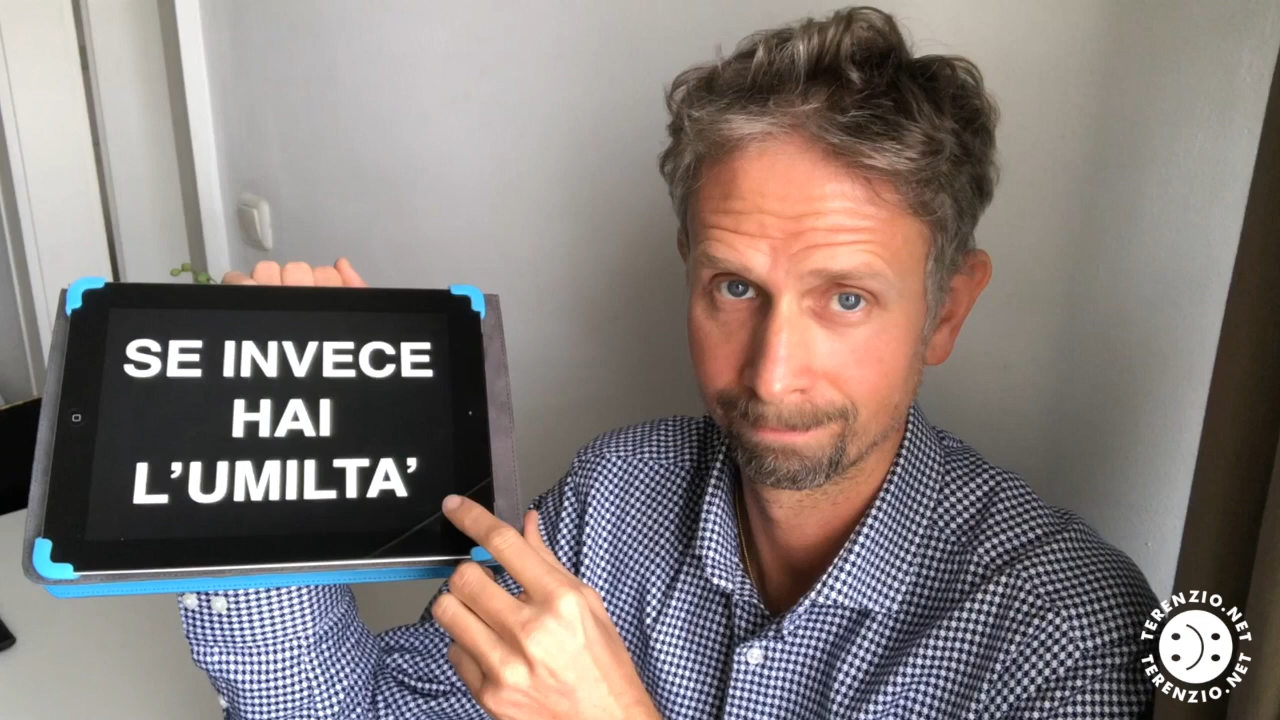 SE INVECE
HAI
L'UMILTA'
TERENZIO.NET
TERENZIO.NET